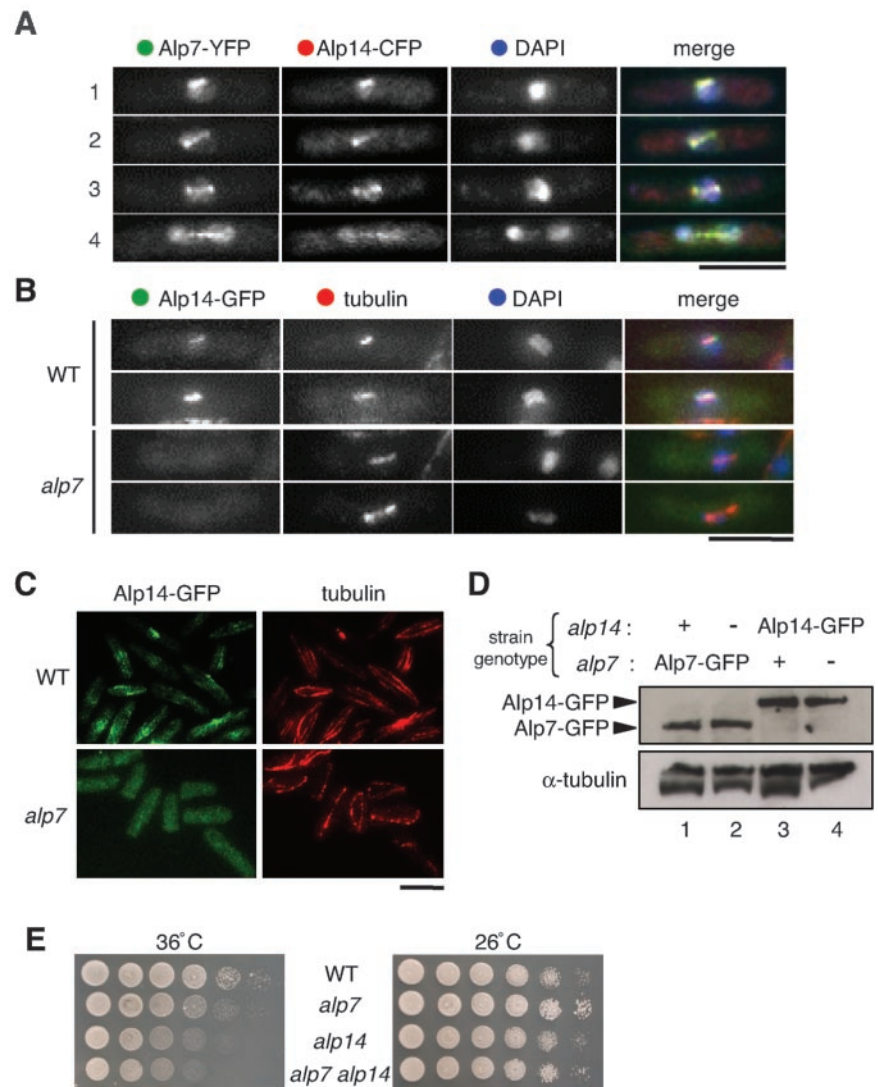 A
Alp7-YFP Alp14-CFP DAPI merge
1
2
3
4
B
Alp14-GFP tubulin DAPI merge
WT
alp7
C
Alp14-GFP tubulin
WT
alp7
D
strain genotype
alp14 : + - Alp14-GFP
alp7 : Alp7-GFP + -
Alp14-GFP
Alp7-GFP
α-tubulin
1 2 3 4
E
36°C 26°C
WT
alp7
alp14
alp7 alp14